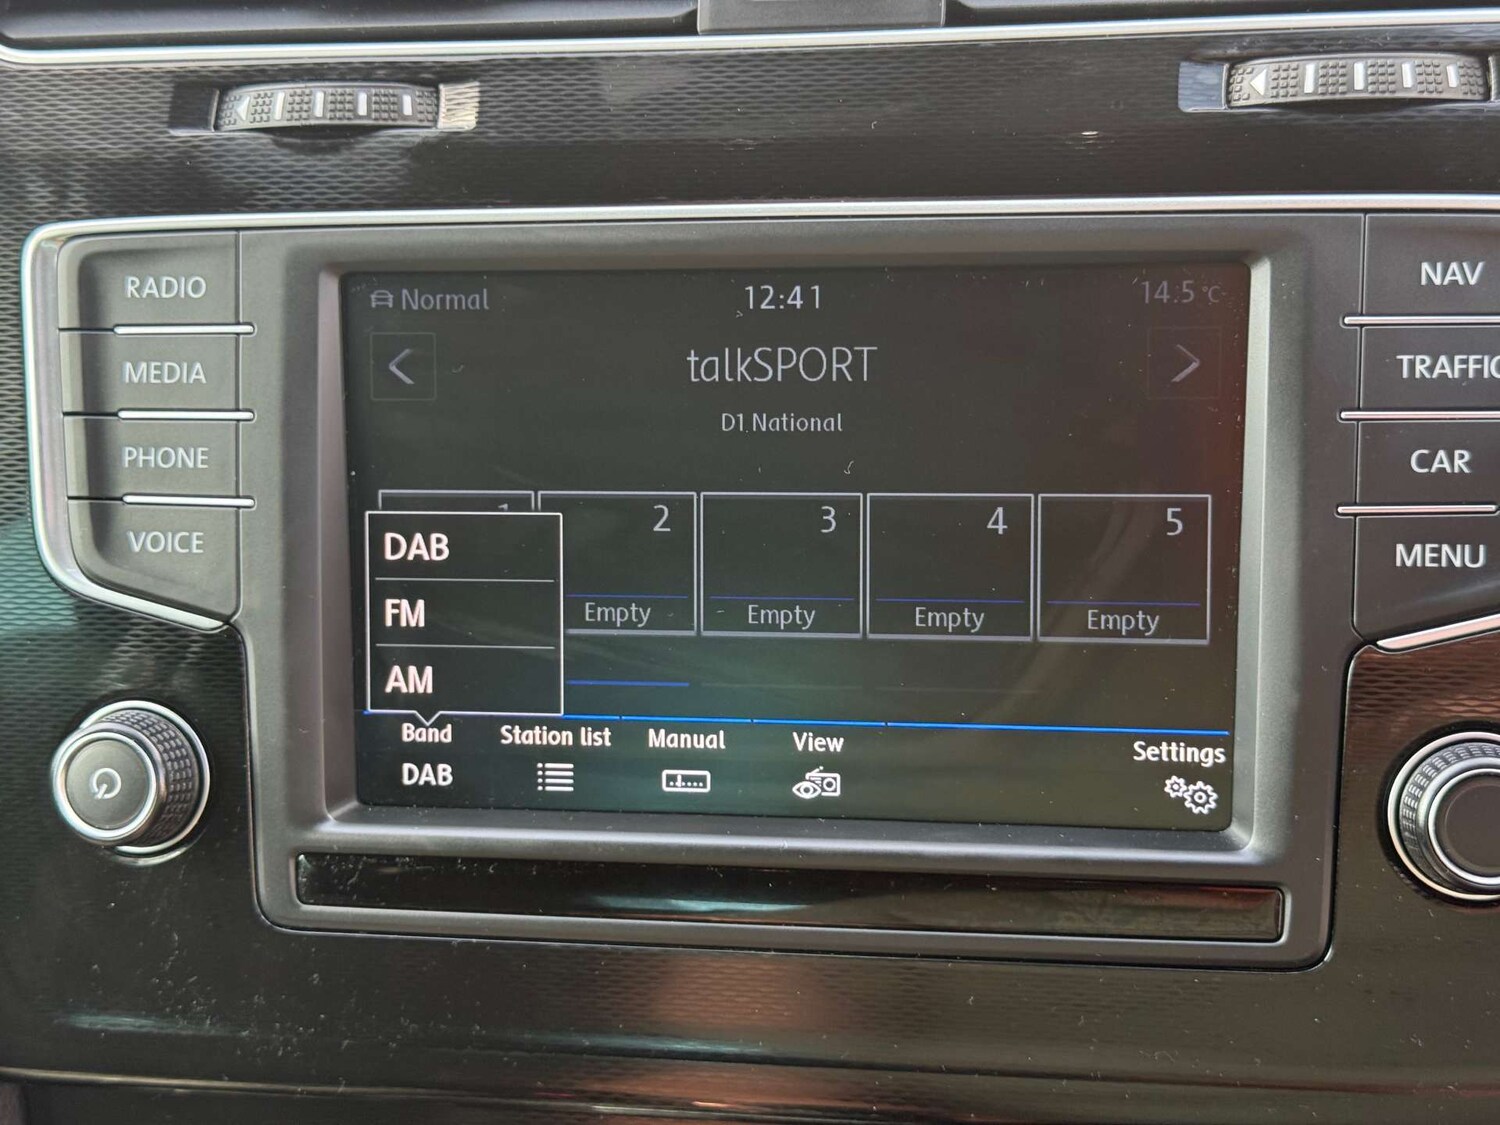 RADIO
MEDIA
PHONE
VOICE
Normal
12:41
14.5 °C
talkSPORT
D1 National
1
2
3
4
5
Empty
Empty
Empty
Empty
DAB
FM
AM
Band
DAB
Station list
Manual
View
Settings
NAV
TRAFFIC
CAR
MENU